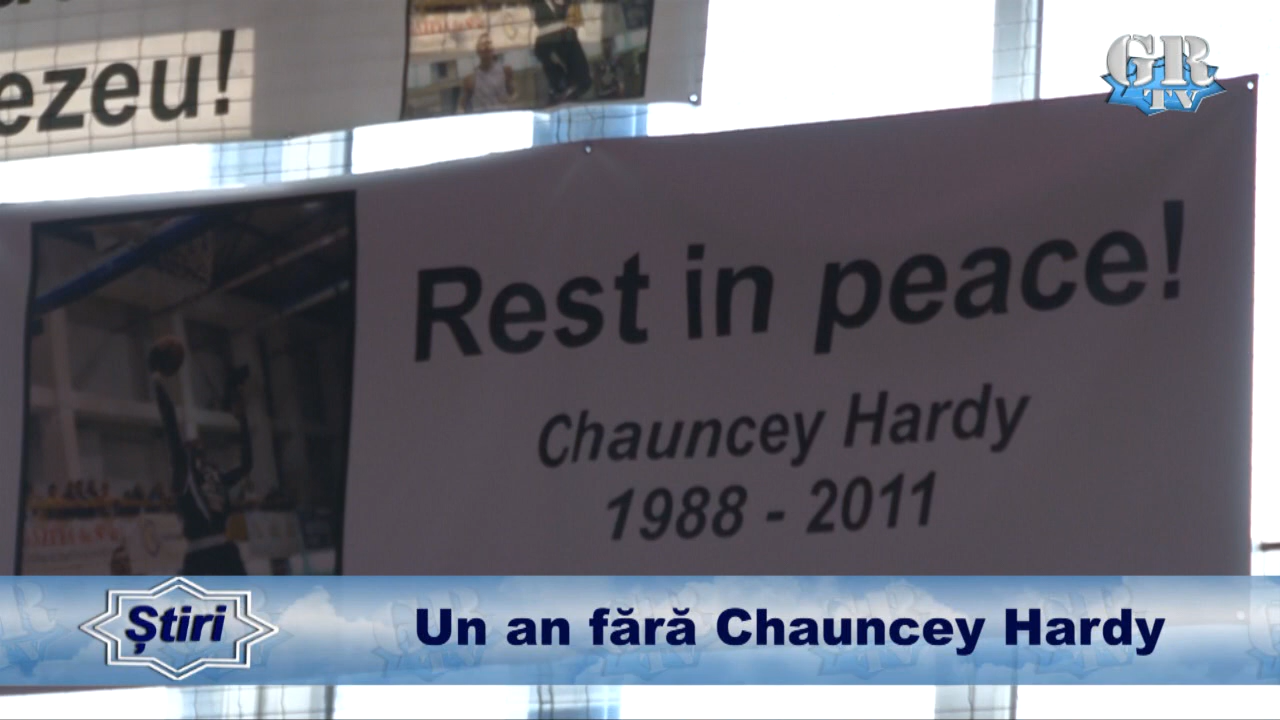 ezeu!
GR
TV
Rest in peace!
Chauncey Hardy
1988 - 2011
Știri
Un an fără Chauncey Hardy